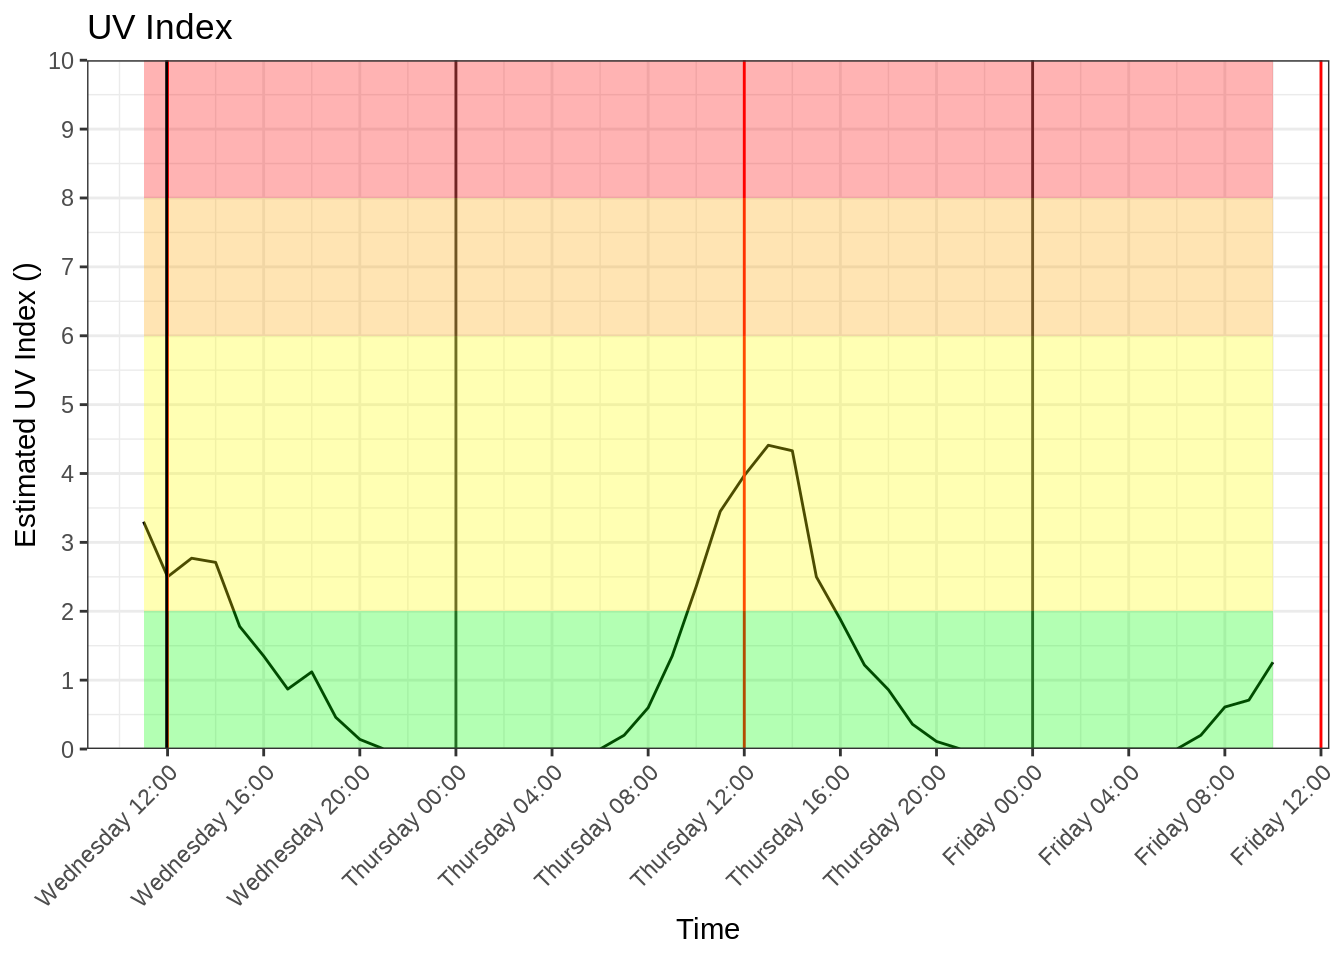 UV Index
Estimated UV Index ()
10
9
8
7
6
5
4
3
2
1
0
Wednesday 12:00
Wednesday 16:00
Wednesday 20:00
Thursday 00:00
Thursday 04:00
Thursday 08:00
Thursday 12:00
Thursday 16:00
Thursday 20:00
Friday 00:00
Friday 04:00
Friday 08:00
Friday 12:00
Time